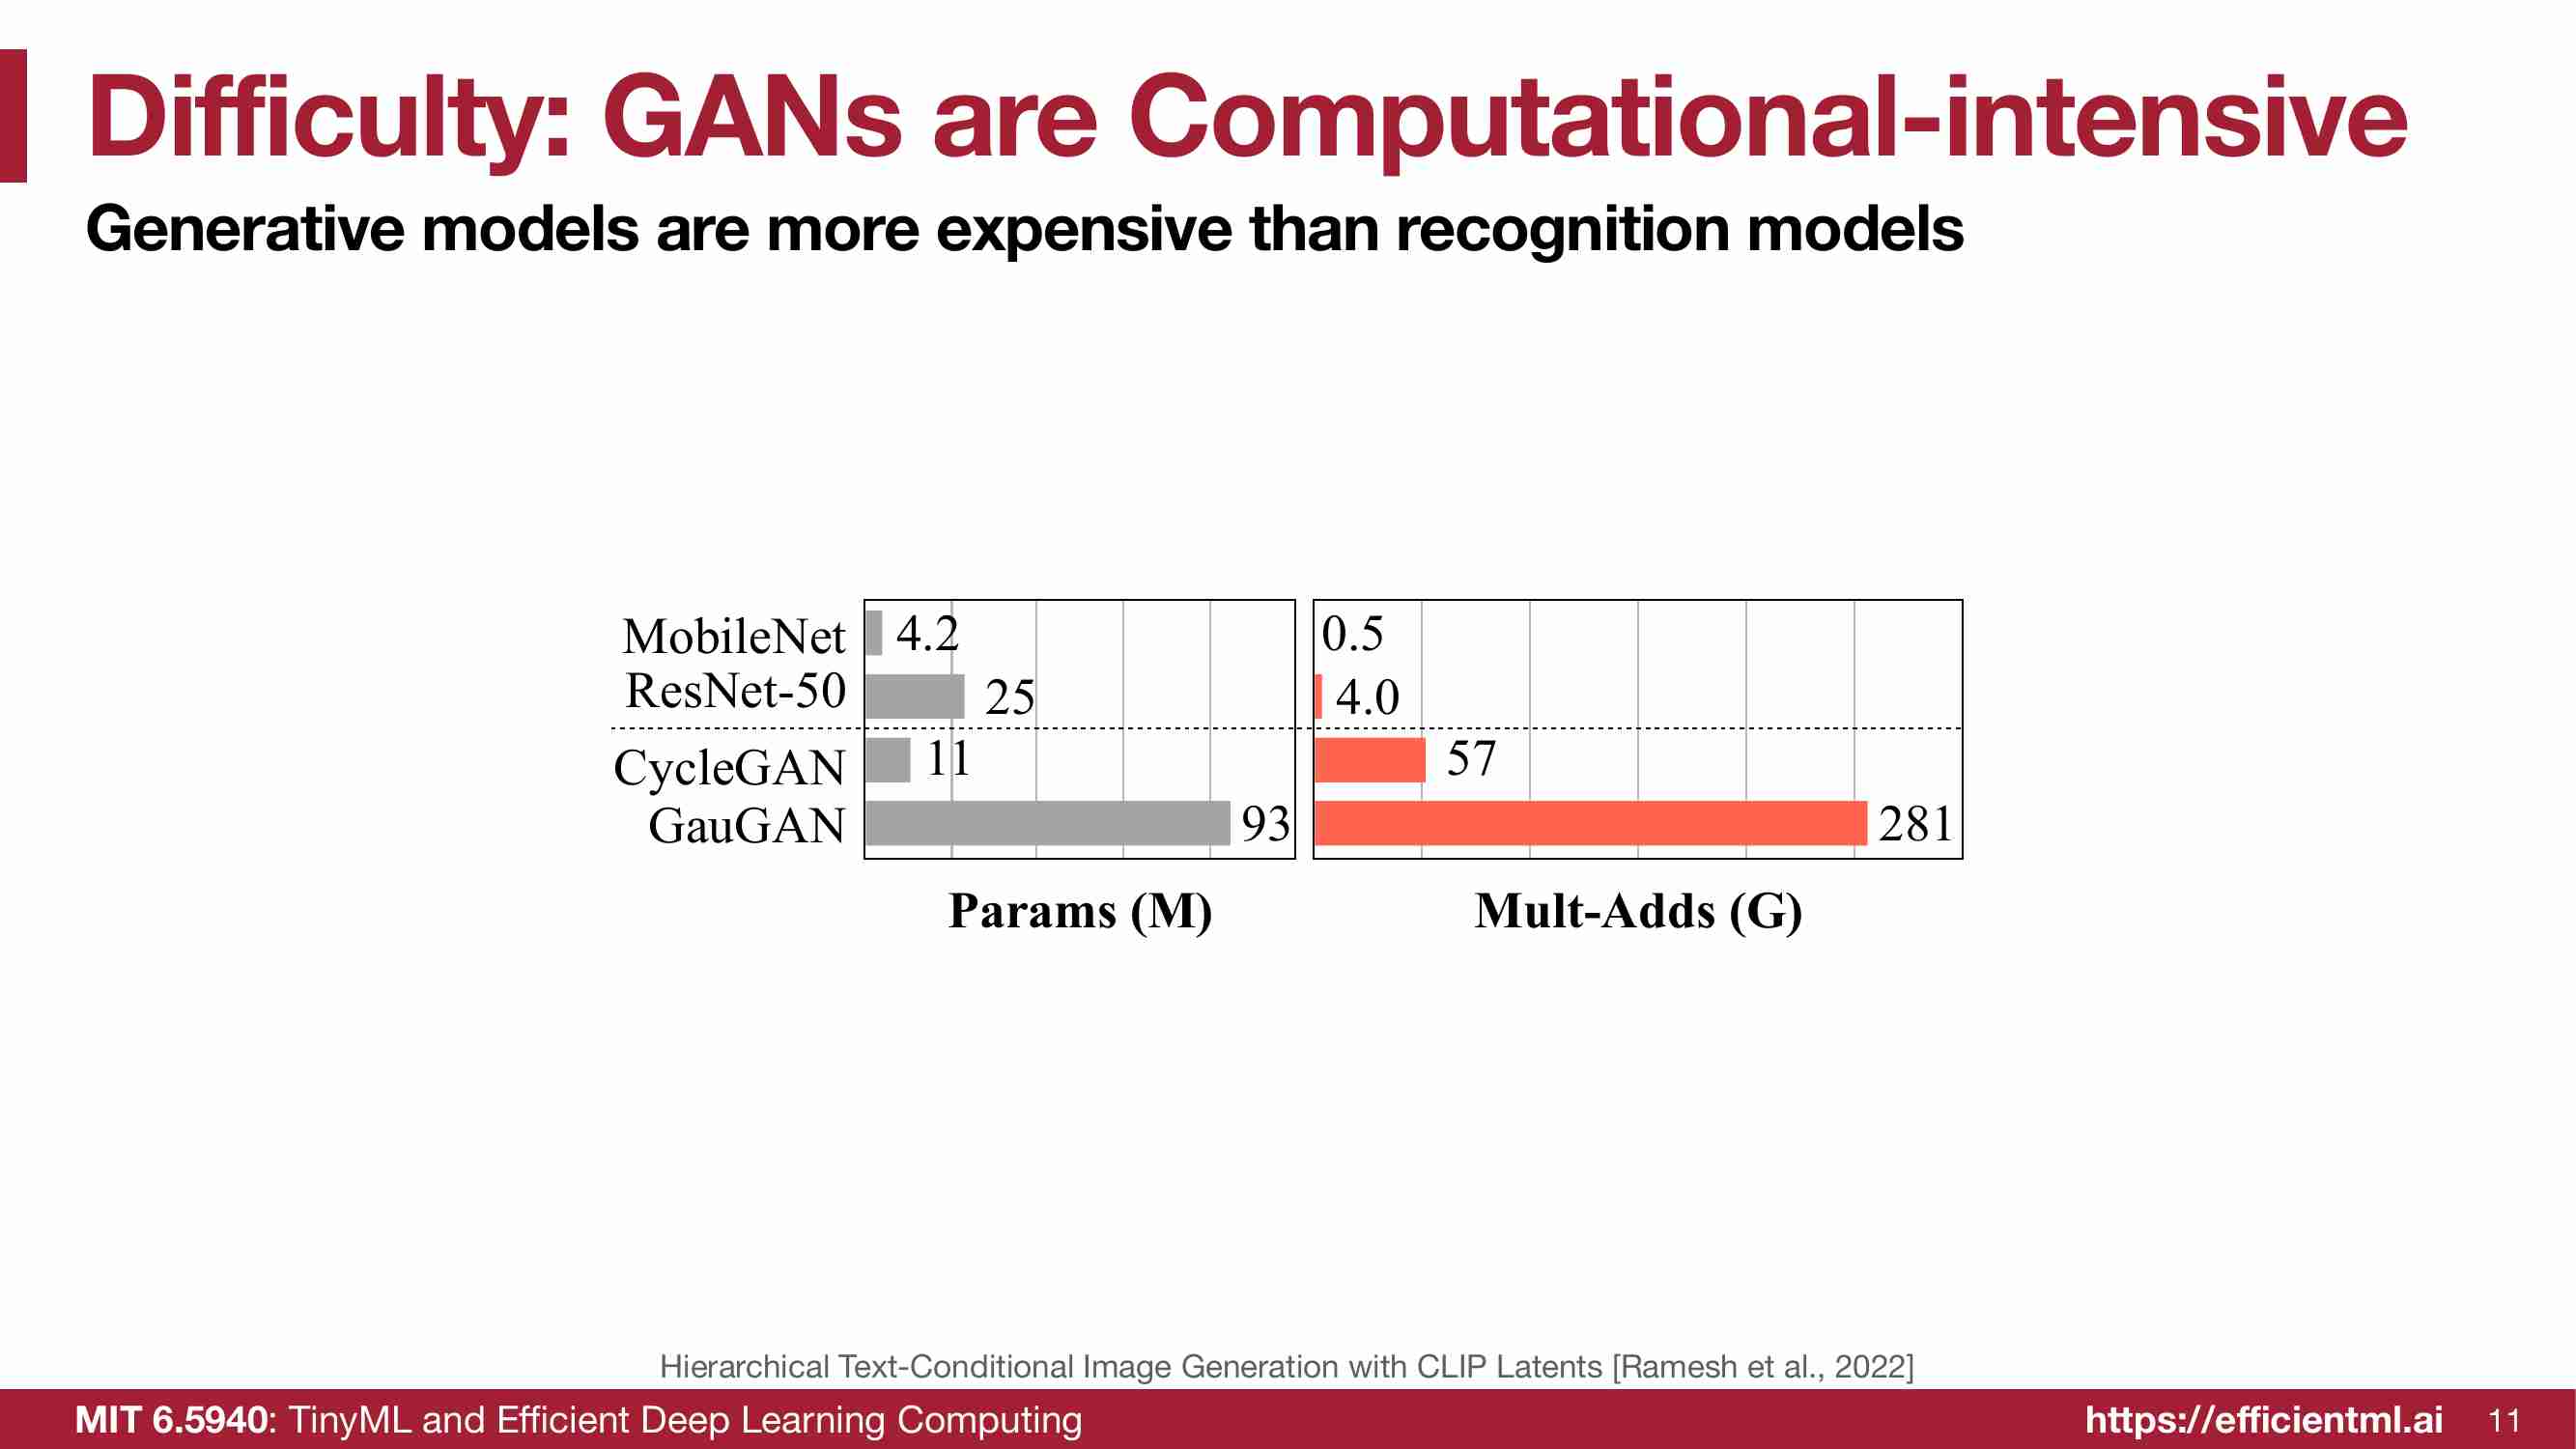 Difficulty: GANs are Computational-intensive
Generative models are more expensive than recognition models
MobileNet 4.2 0.5
ResNet-50 25 4.0
CycleGAN 11 57
GauGAN 93 281
Params (M) Mult-Adds (G)
Hierarchical Text-Conditional Image Generation with CLIP Latents [Ramesh et al., 2022]
MIT 6.5940: TinyML and Efficient Deep Learning Computing https://efficientml.ai 11